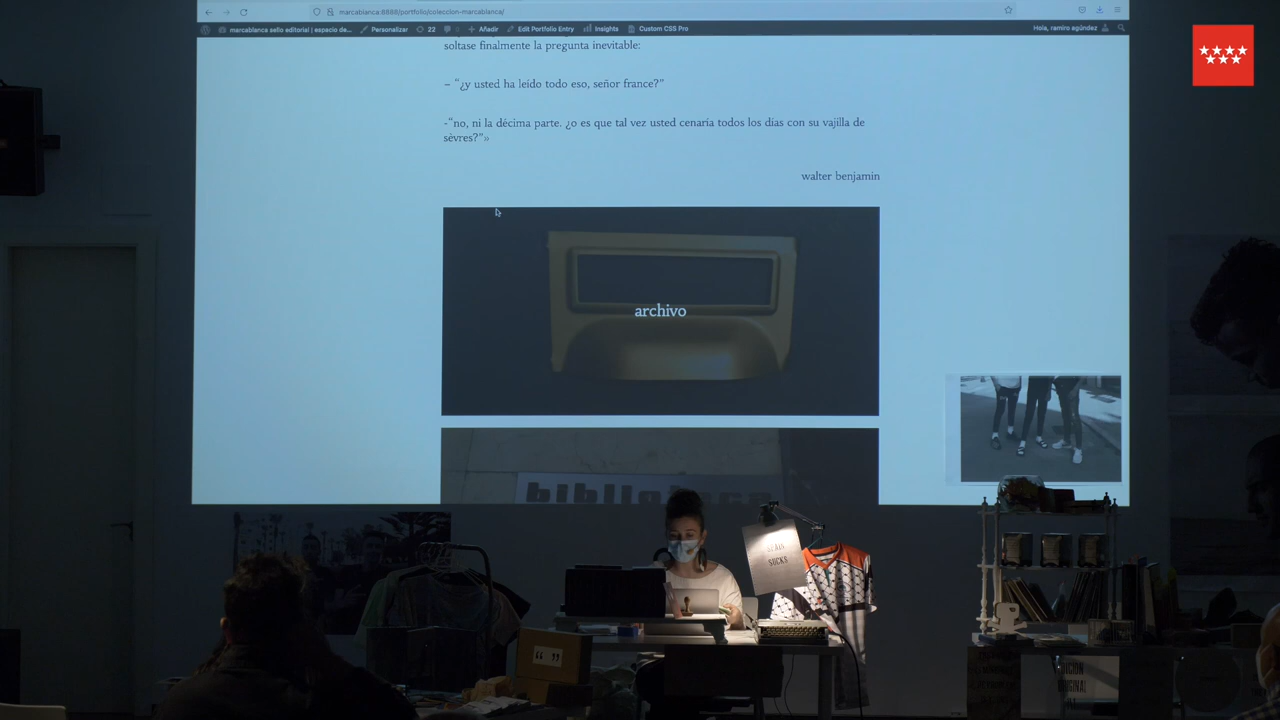 marcablanca:8888/portfolio/coleccion-marcablanca/
marcablanca sello editorial | espacio de... Personalizar 22 Añadir Edit Portfolio Entry Insights Custom CSS Pro Hola, ramiro agúndez
soltase finalmente la pregunta inevitable:
– “¿y usted ha leído todo eso, señor france?”
-“no, ni la décima parte. ¿o es que tal vez usted cenaría todos los días con su vajilla de
sèvres?”»
walter benjamin
archivo
biblioteca
SOCKS
“ ”
EDICION
ORIGINAL